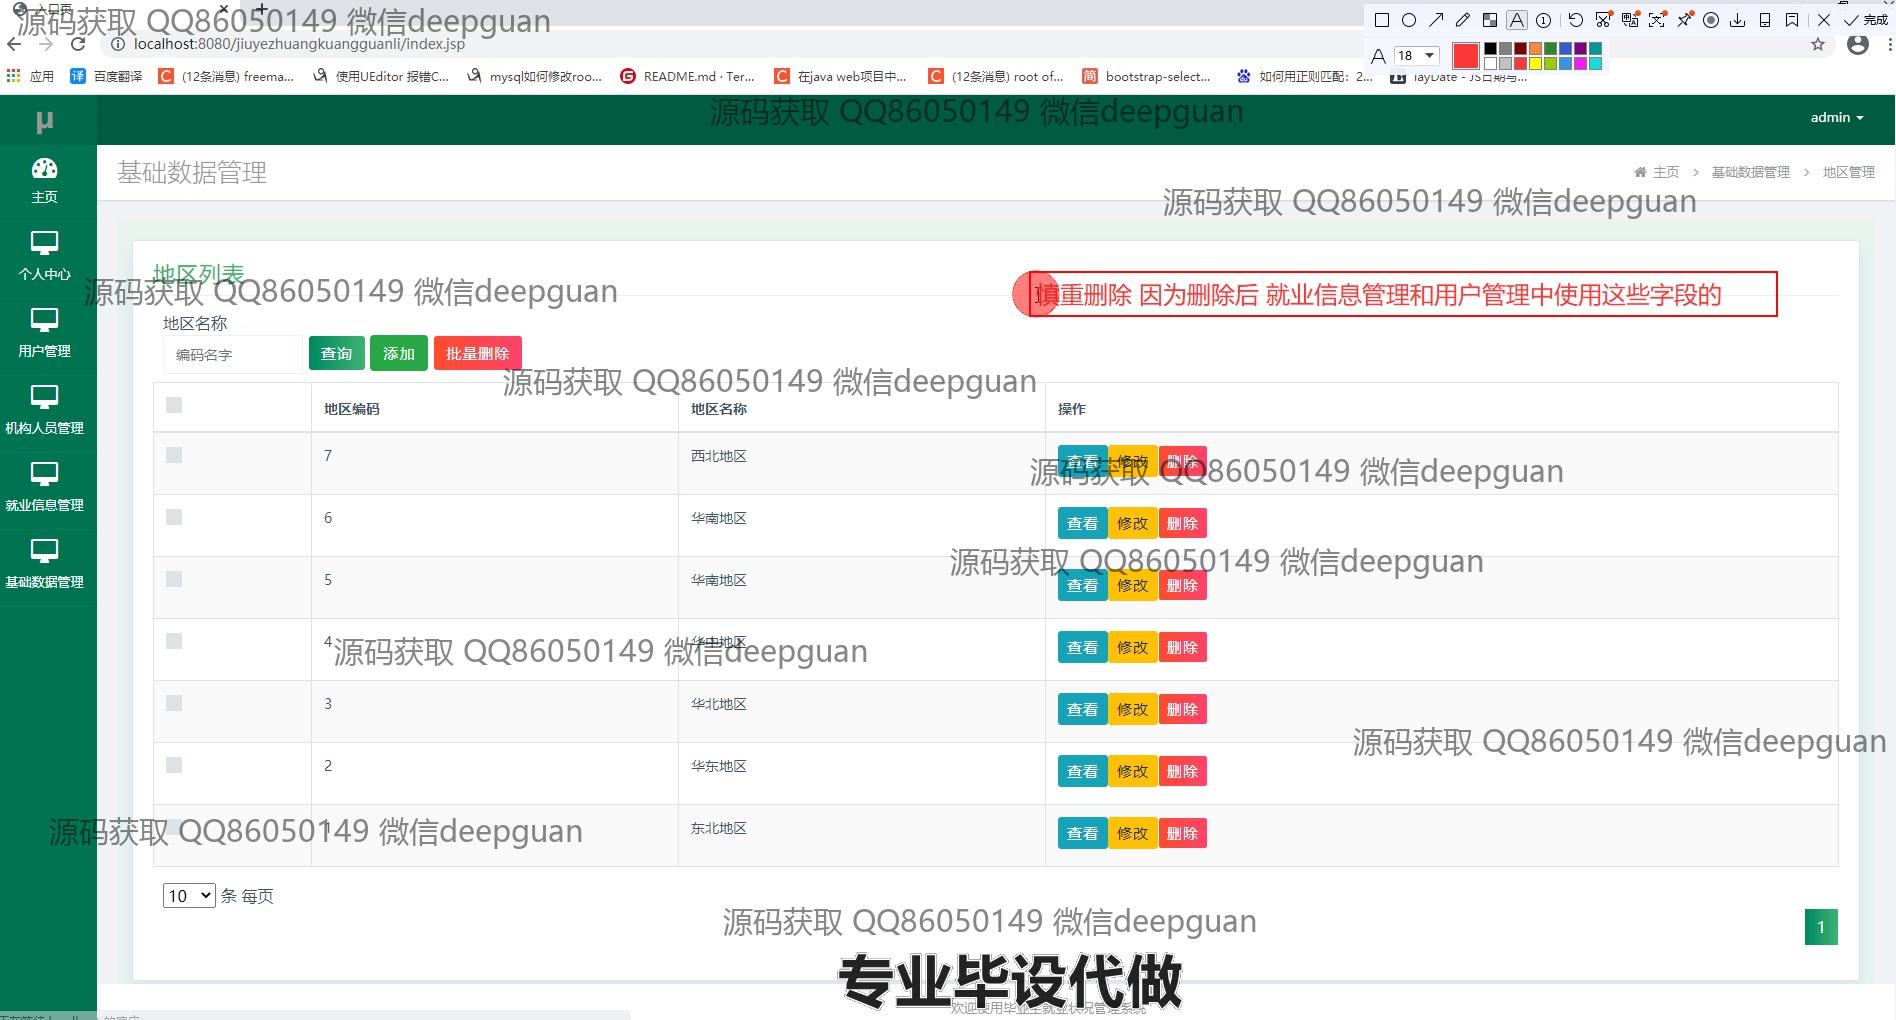 入口页
源码获取 QQ86050149 微信deepguan
18
完成
localhost:8080/jiuyezhuangkuangguanli/index.jsp
应用
百度翻译
(12条消息) freema...
使用UEditor 报错C...
mysql如何修改roo...
README.md · Ter...
在java web项目中...
(12条消息) root of...
bootstrap-select...
如何用正则匹配：2...
layDate - JS日期与...
源码获取 QQ86050149 微信deepguan
μ
admin
主页
个人中心
用户管理
机构人员管理
就业信息管理
基础数据管理
基础数据管理
主页 > 基础数据管理 > 地区管理
源码获取 QQ86050149 微信deepguan
地区列表
源码获取 QQ86050149 微信deepguan
慎重删除 因为删除后 就业信息管理和用户管理中使用这些字段的
地区名称
编码名字
查询
添加
批量删除
源码获取 QQ86050149 微信deepguan
地区编码 地区名称 操作
7 西北地区 查看 修改 删除
源码获取 QQ86050149 微信deepguan
6 华南地区 查看 修改 删除
源码获取 QQ86050149 微信deepguan
5 华南地区 查看 修改 删除
4 华中地区 查看 修改 删除
源码获取 QQ86050149 微信deepguan
3 华北地区 查看 修改 删除
源码获取 QQ86050149 微信deepguan
2 华东地区 查看 修改 删除
1 东北地区 查看 修改 删除
源码获取 QQ86050149 微信deepguan
10 条 每页
源码获取 QQ86050149 微信deepguan
1
专业毕设代做
欢迎使用毕业生就业状况管理系统